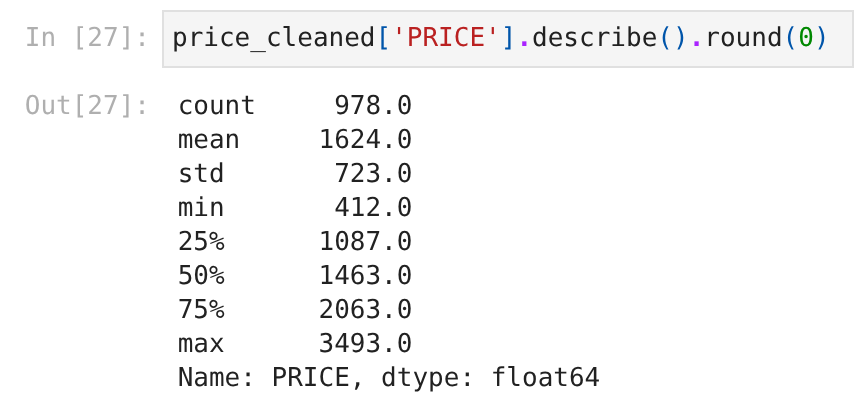 In [27]: price_cleaned['PRICE'].describe().round(0)
Out[27]: count     978.0
mean     1624.0
std       723.0
min       412.0
25%      1087.0
50%      1463.0
75%      2063.0
max      3493.0
Name: PRICE, dtype: float64